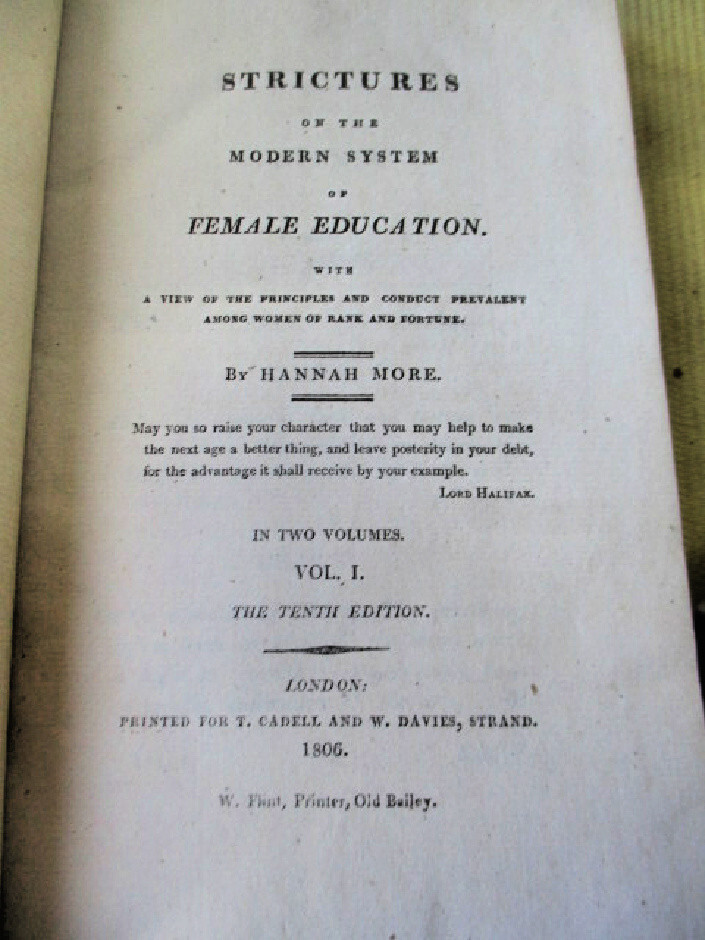 STRICTURES
ON THE
MODERN SYSTEM
OF
FEMALE EDUCATION.
WITH
A VIEW OF THE PRINCIPLES AND CONDUCT PREVALENT
AMONG WOMEN OF RANK AND FORTUNE.
BY HANNAH MORE.
May you so raise your character that you may help to make
the next age a better thing, and leave posterity in your debt,
for the advantage it shall receive by your example.
LORD HALIFAX.
IN TWO VOLUMES.
VOL. I.
THE TENTH EDITION.
LONDON:
PRINTED FOR T. CADELL AND W. DAVIES, STRAND.
1806.
W. Flint, Printer, Old Bailey.